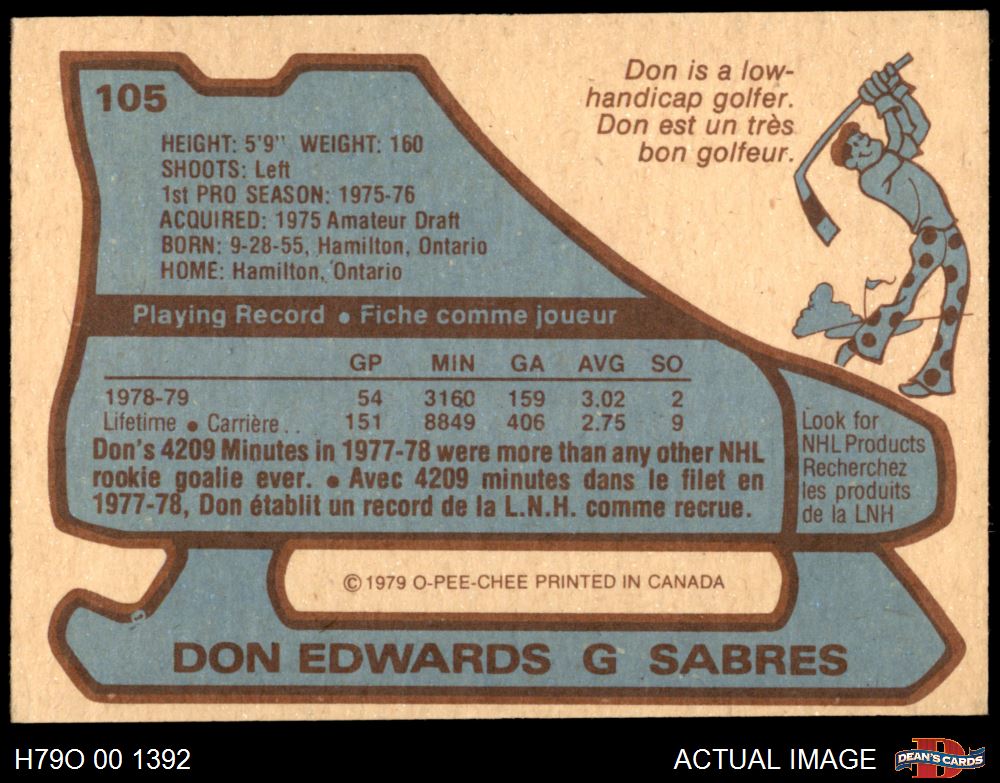 105
Don is a low-
handicap golfer.
Don est un très
bon golfeur.
HEIGHT: 5'9" WEIGHT: 160
SHOOTS: Left
1st PRO SEASON: 1975-76
ACQUIRED: 1975 Amateur Draft
BORN: 9-28-55, Hamilton, Ontario
HOME: Hamilton, Ontario
Playing Record • Fiche comme joueur
GP MIN GA AVG SO
1978-79 54 3160 159 3.02 2
Lifetime • Carrière.. 151 8849 406 2.75 9
Don's 4209 Minutes in 1977-78 were more than any other NHL
rookie goalie ever. • Avec 4209 minutes dans le filet en
1977-78, Don établit un record de la L.N.H. comme recrue.
Look for
NHL Products
Recherchez
les produits
de la LNH
© 1979 O-PEE-CHEE PRINTED IN CANADA
DON EDWARDS G SABRES
H79O 00 1392
ACTUAL IMAGE
D
DEAN'S CARDS